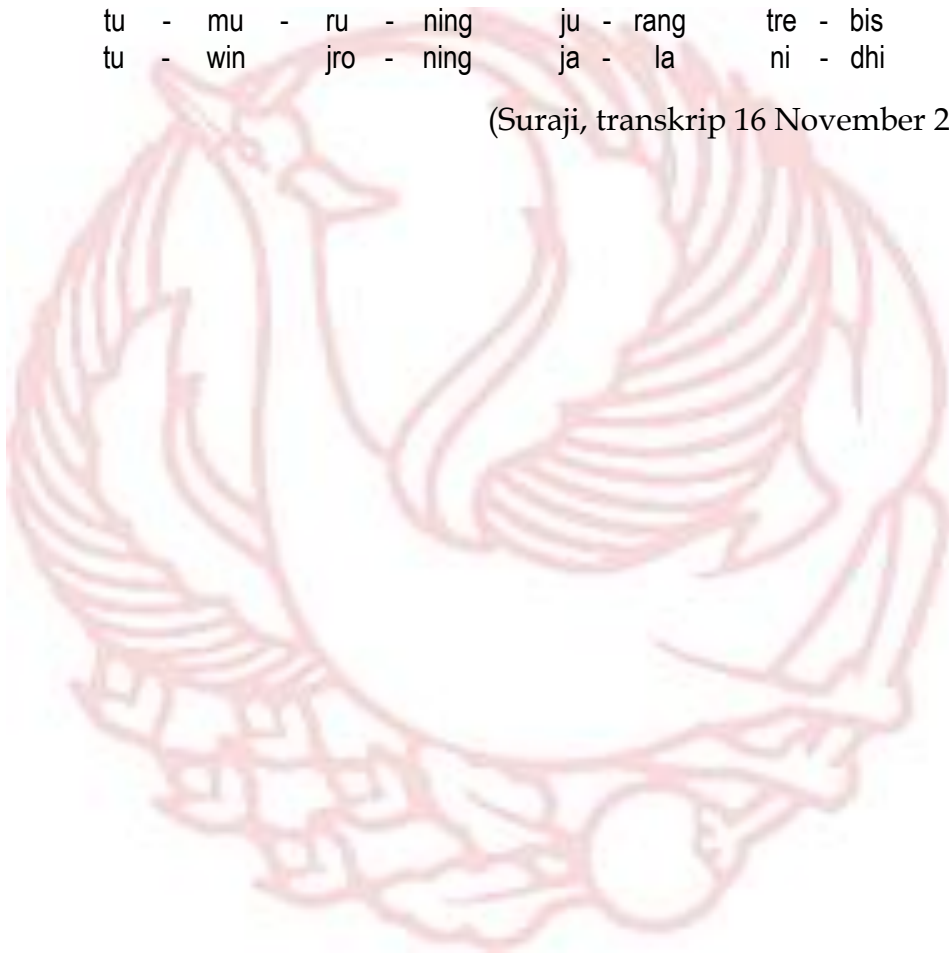 tu - mu - ru - ning ju - rang tre - bis
tu - win jro - ning ja - la ni - dhi
(Suraji, transkrip 16 November 2